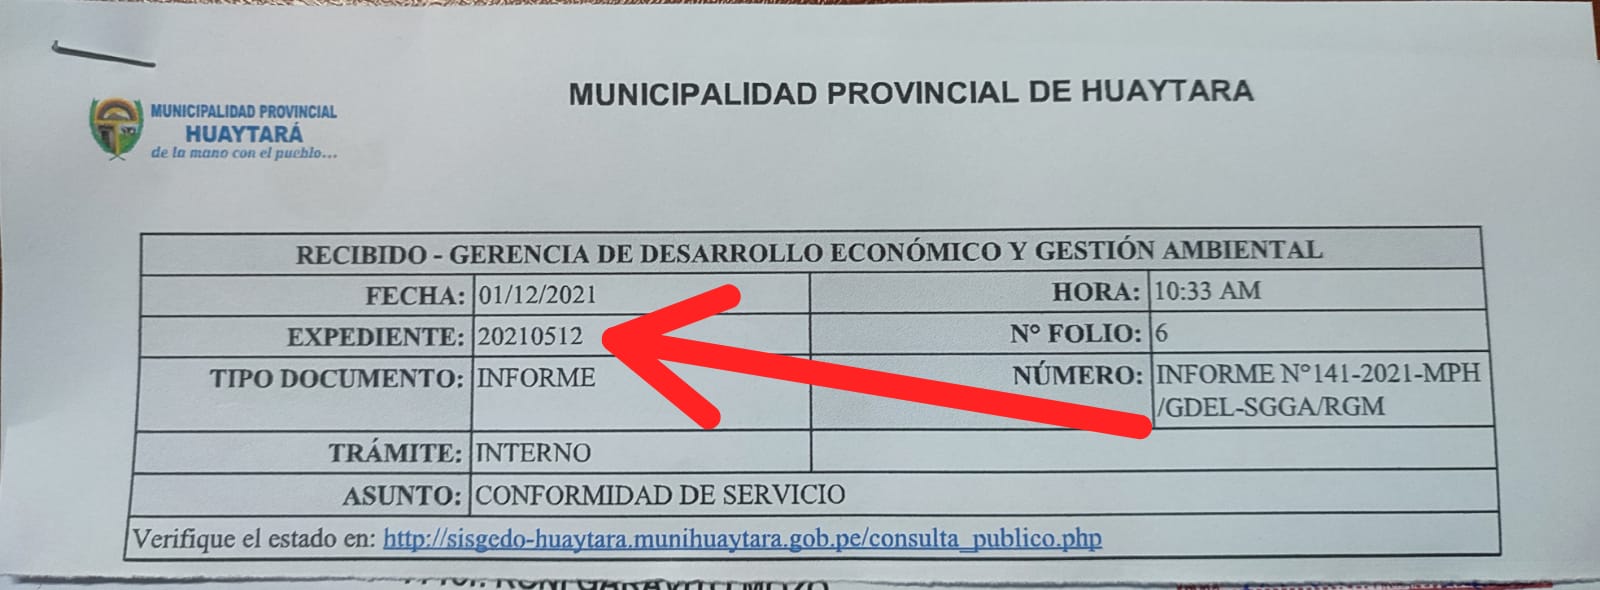 MUNICIPALIDAD PROVINCIAL
HUAYTARÁ
de la mano con el pueblo...
MUNICIPALIDAD PROVINCIAL DE HUAYTARA
RECIBIDO - GERENCIA DE DESARROLLO ECONÓMICO Y GESTIÓN AMBIENTAL
FECHA: 01/12/2021 HORA: 10:33 AM
EXPEDIENTE: 20210512 N° FOLIO: 6
TIPO DOCUMENTO: INFORME NÚMERO: INFORME N°141-2021-MPH
/GDEL-SGGA/RGM
TRÁMITE: INTERNO
ASUNTO: CONFORMIDAD DE SERVICIO
Verifique el estado en: http://sisgedo-huaytara.munihuaytara.gob.pe/consulta_publico.php